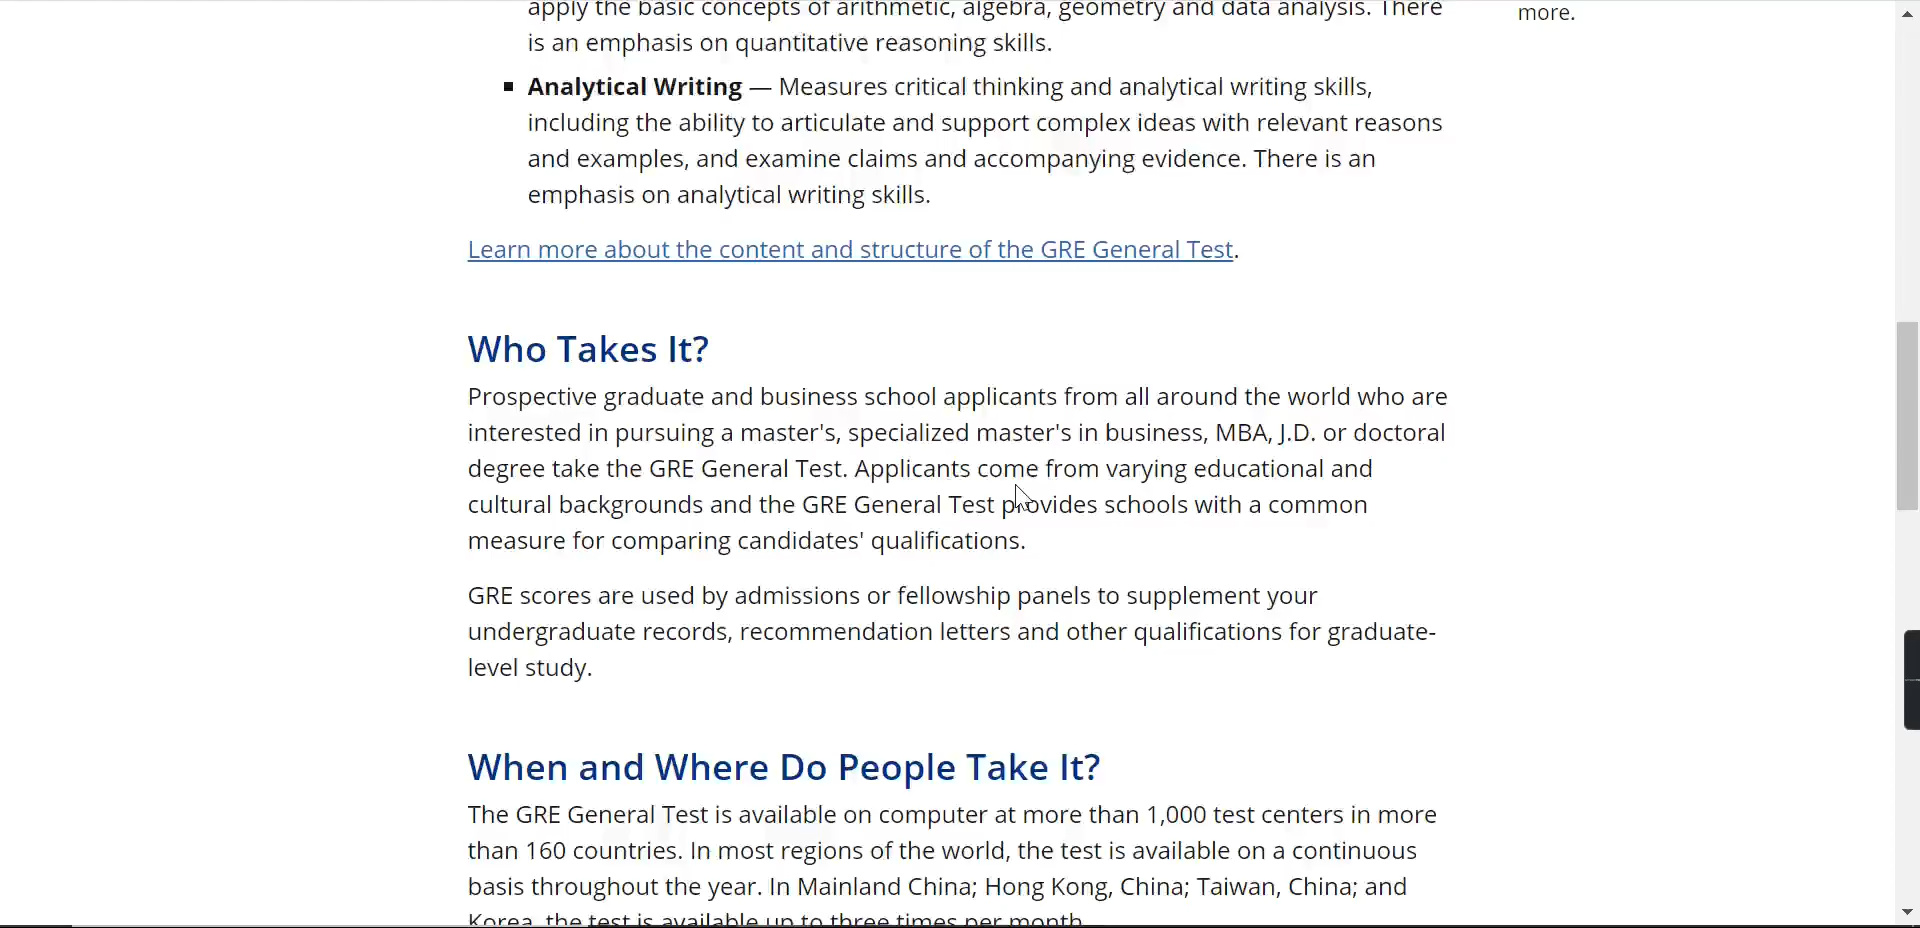 apply the basic concepts of arithmetic, algebra, geometry and data analysis. There
is an emphasis on quantitative reasoning skills.
more.
Analytical Writing — Measures critical thinking and analytical writing skills,
including the ability to articulate and support complex ideas with relevant reasons
and examples, and examine claims and accompanying evidence. There is an
emphasis on analytical writing skills.
Learn more about the content and structure of the GRE General Test.
Who Takes It?
Prospective graduate and business school applicants from all around the world who are
interested in pursuing a master's, specialized master's in business, MBA, J.D. or doctoral
degree take the GRE General Test. Applicants come from varying educational and
cultural backgrounds and the GRE General Test provides schools with a common
measure for comparing candidates' qualifications.
GRE scores are used by admissions or fellowship panels to supplement your
undergraduate records, recommendation letters and other qualifications for graduate-
level study.
When and Where Do People Take It?
The GRE General Test is available on computer at more than 1,000 test centers in more
than 160 countries. In most regions of the world, the test is available on a continuous
basis throughout the year. In Mainland China; Hong Kong, China; Taiwan, China; and
Korea, the test is available up to three times per month.